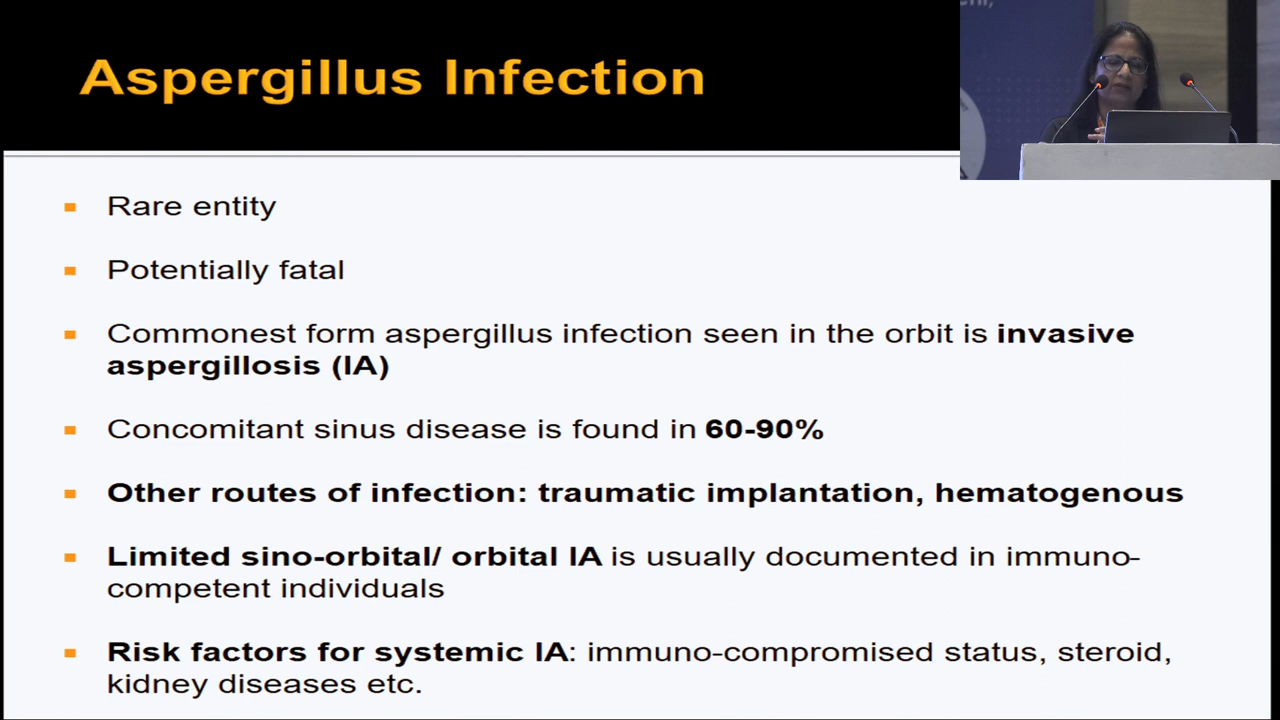 Aspergillus Infection
Rare entity
Potentially fatal
Commonest form aspergillus infection seen in the orbit is invasive
aspergillosis (IA)
Concomitant sinus disease is found in 60-90%
Other routes of infection: traumatic implantation, hematogenous
Limited sino-orbital/ orbital IA is usually documented in immuno-
competent individuals
Risk factors for systemic IA: immuno-compromised status, steroid,
kidney diseases etc.